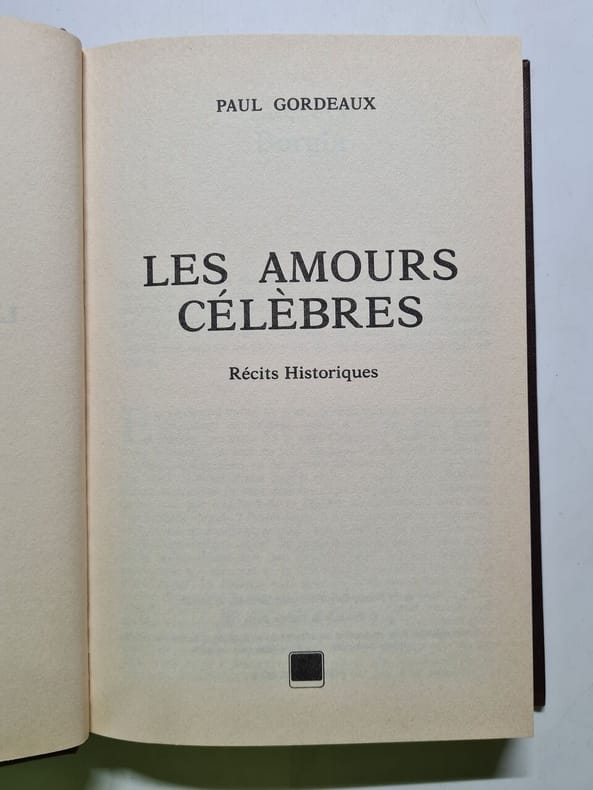 PAUL GORDEAUX
LES AMOURS
CÉLÈBRES
Récits Historiques